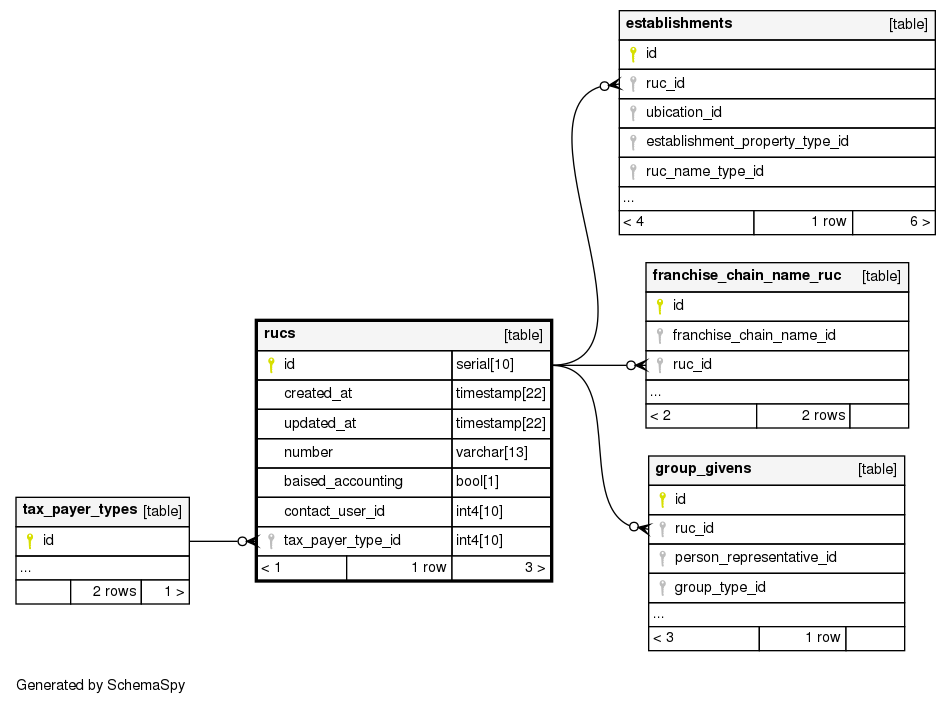 establishments [table]
id
ruc_id
ubication_id
establishment_property_type_id
ruc_name_type_id
...
< 4 1 row 6 >
franchise_chain_name_ruc [table]
id
franchise_chain_name_id
ruc_id
...
< 2 2 rows
rucs [table]
id serial[10]
created_at timestamp[22]
updated_at timestamp[22]
number varchar[13]
baised_accounting bool[1]
contact_user_id int4[10]
tax_payer_type_id int4[10]
< 1 1 row 3 >
group_givens [table]
id
ruc_id
person_representative_id
group_type_id
...
< 3 1 row
tax_payer_types [table]
id
...
2 rows 1 >
Generated by SchemaSpy